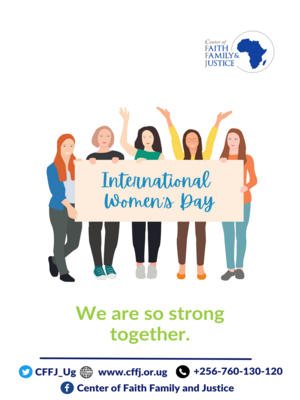 Center of
FAITH
FAMILY&
JUSTICE
International
Women's Day
We are so strong
together.
CFFJ_Ug www.cffj.or.ug +256-760-130-120
Center of Faith Family and Justice